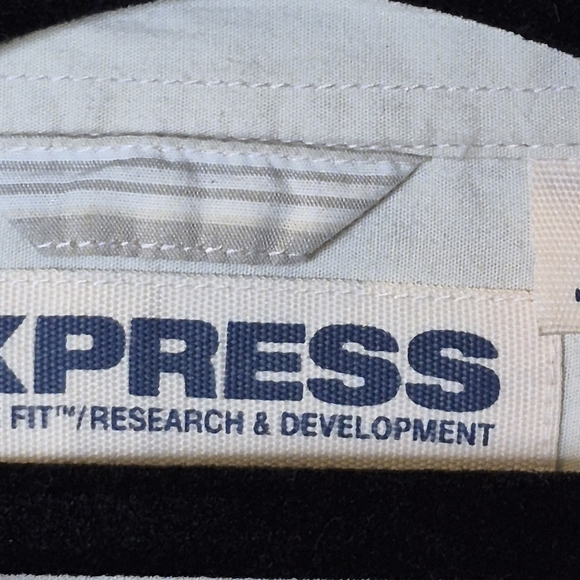 XPRESS
FIT™/RESEARCH & DEVELOPMENT